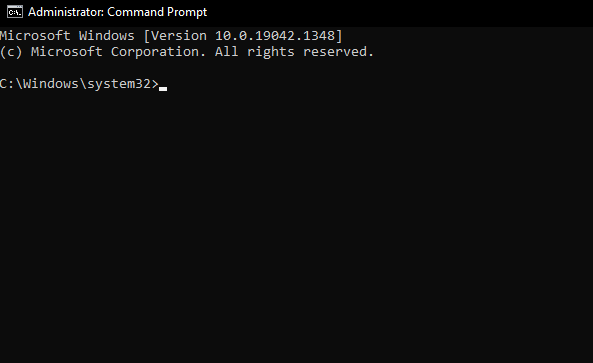 Administrator: Command Prompt
Microsoft Windows [Version 10.0.19042.1348]
(c) Microsoft Corporation. All rights reserved.
C:\Windows\system32>